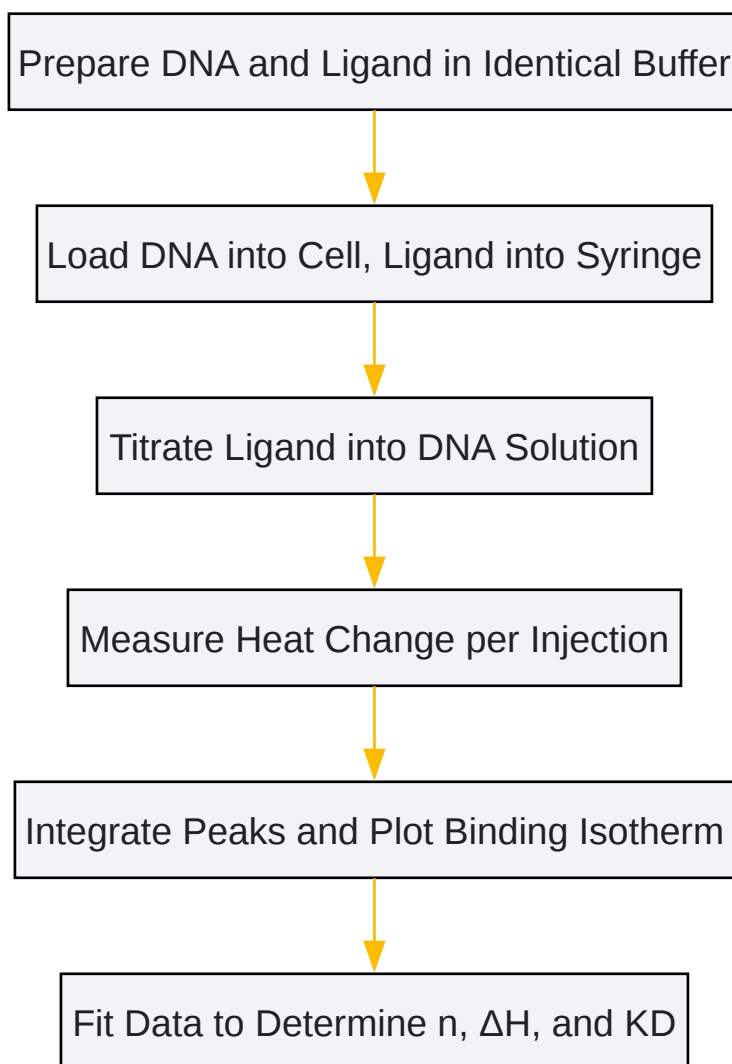 Prepare DNA and Ligand in Identical Buffer
Load DNA into Cell, Ligand into Syringe
Titrate Ligand into DNA Solution
Measure Heat Change per Injection
Integrate Peaks and Plot Binding Isotherm
Fit Data to Determine n, ΔH, and KD